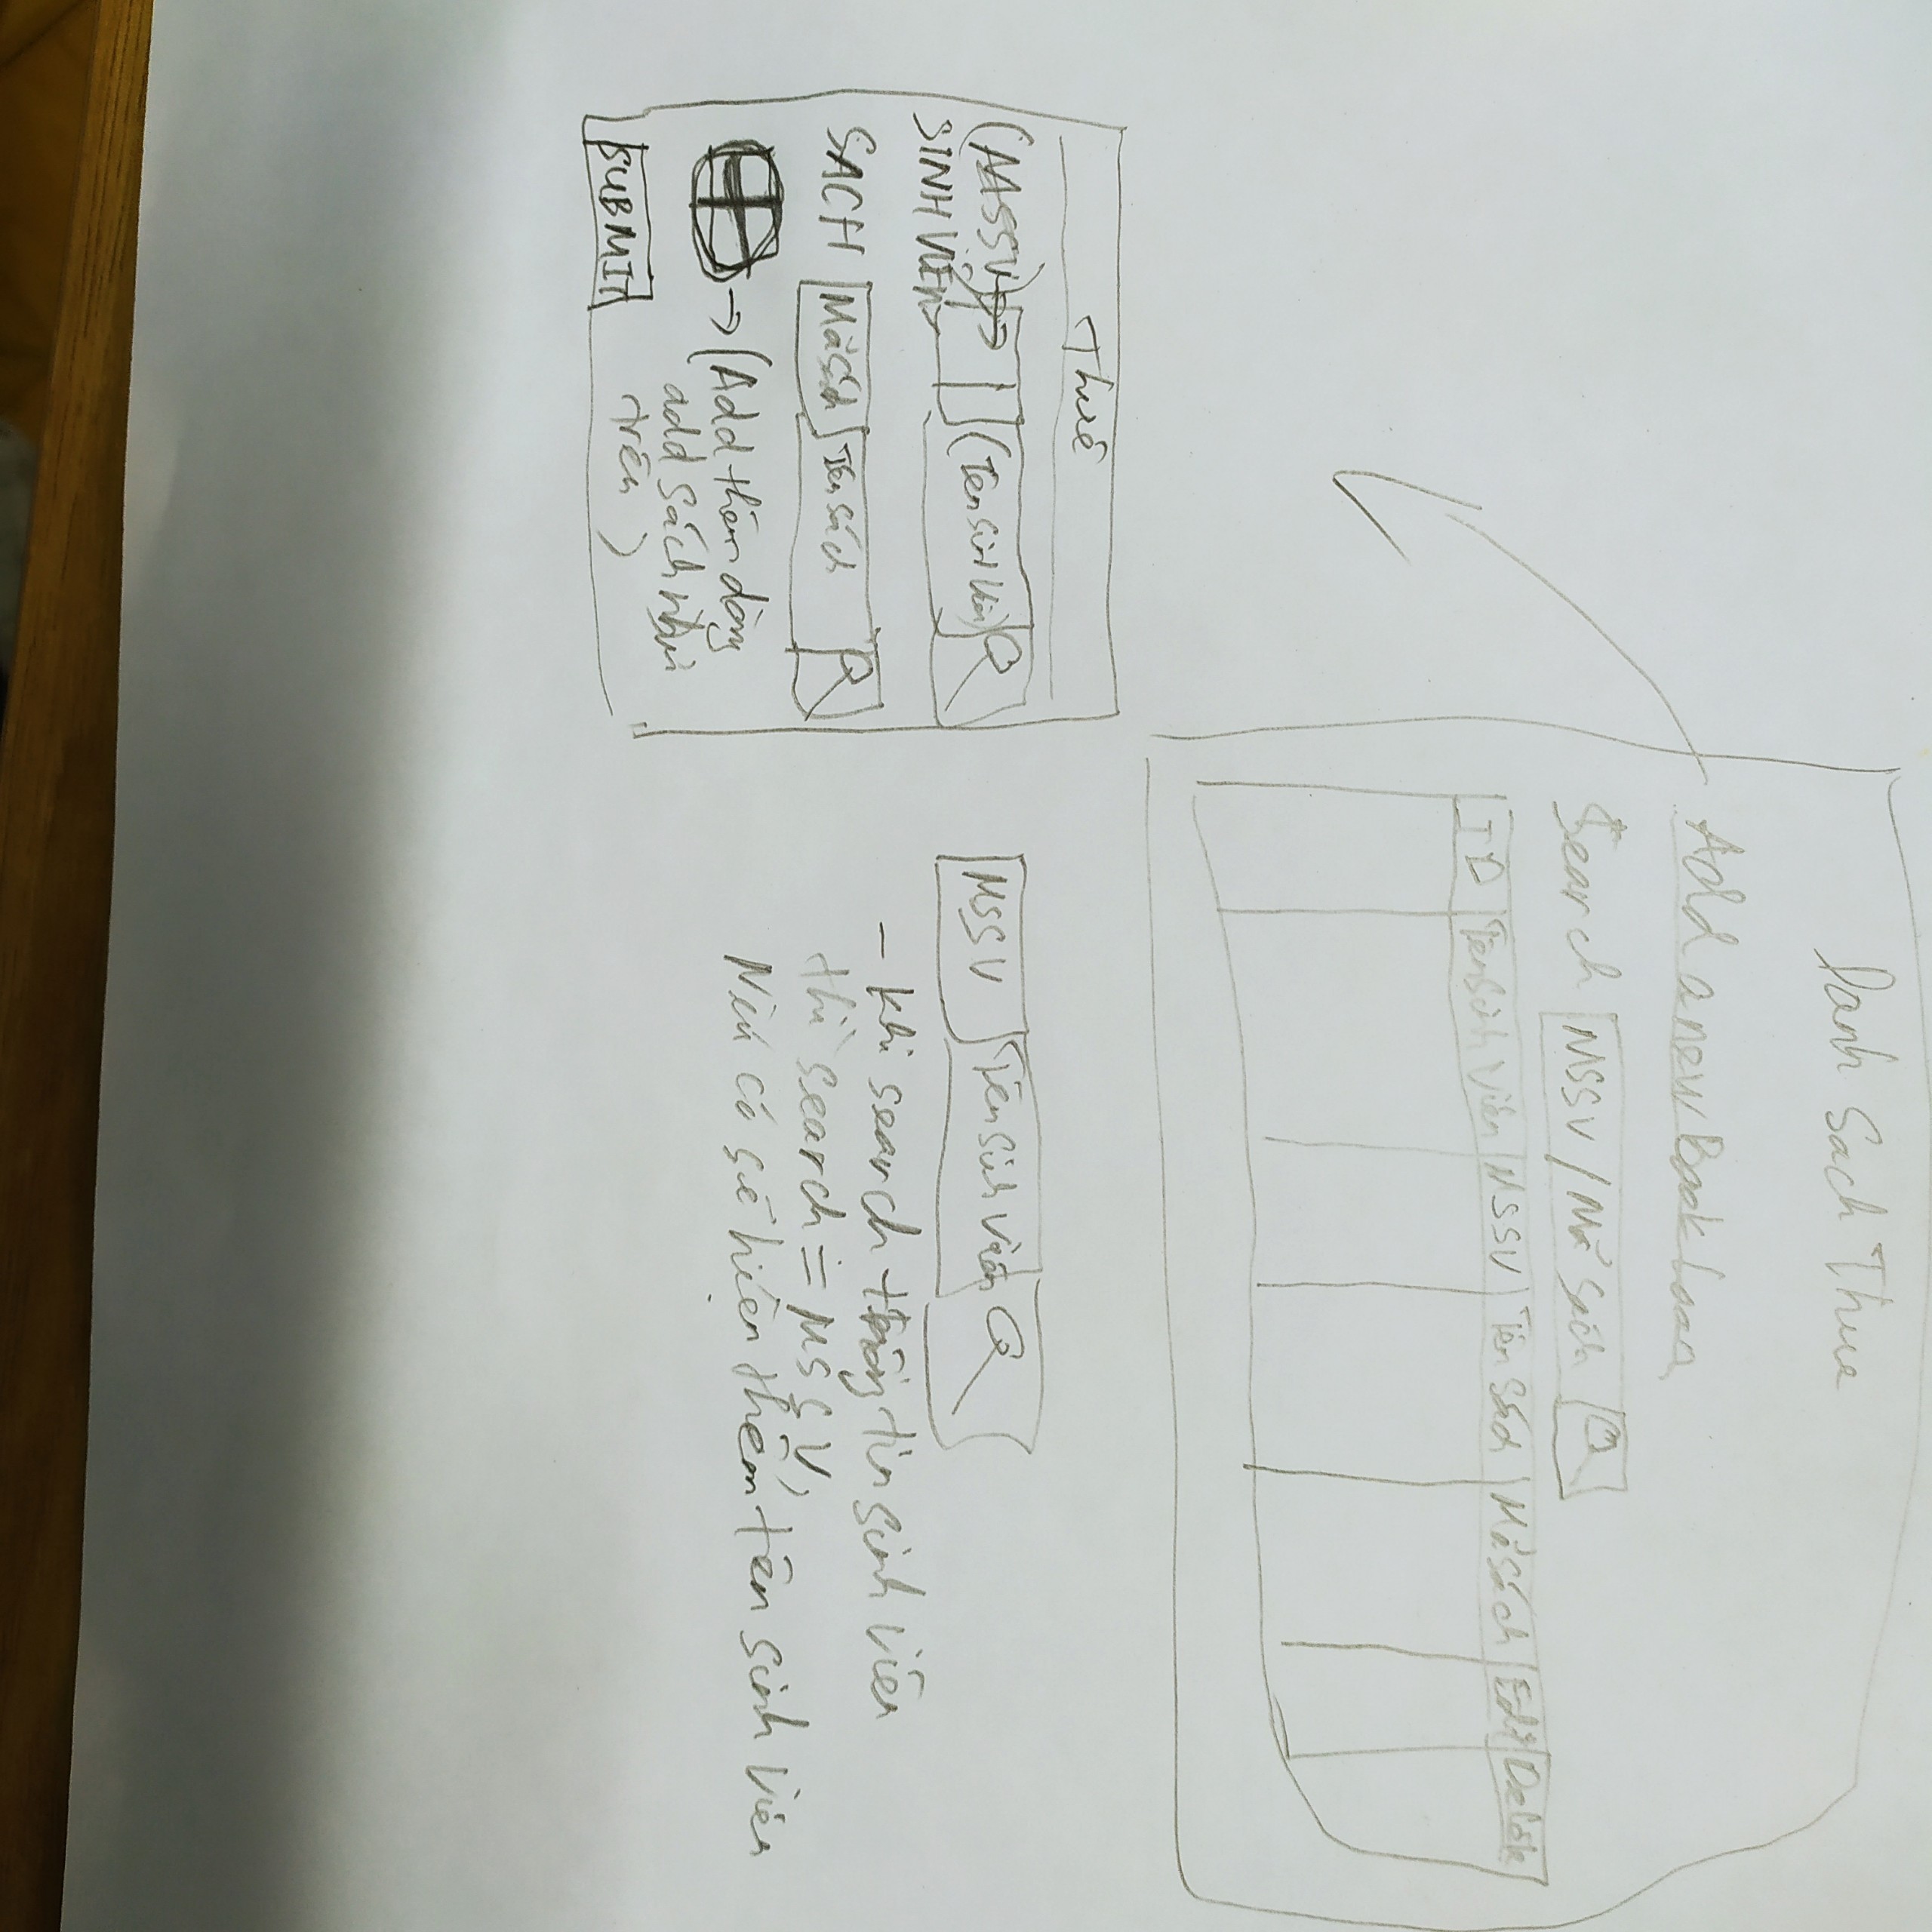 Danh Sach Thue
Add a new Book loan
Search MSSV / Mã sách
ID Tên sinh viên MSSV Tên sách Mã sách Edit Delete
Thuê
(MSSV)
SINH VIÊN (Tên sinh viên)
SACH Mã sách Tên sách
→ (Add thêm dòng
add sách như
trên)
SUBMIT
MSSV Tên sinh viên
- Khi search thông tin sinh viên
thì search = MSSV,
Nếu có sẽ hiện thêm tên sinh viên